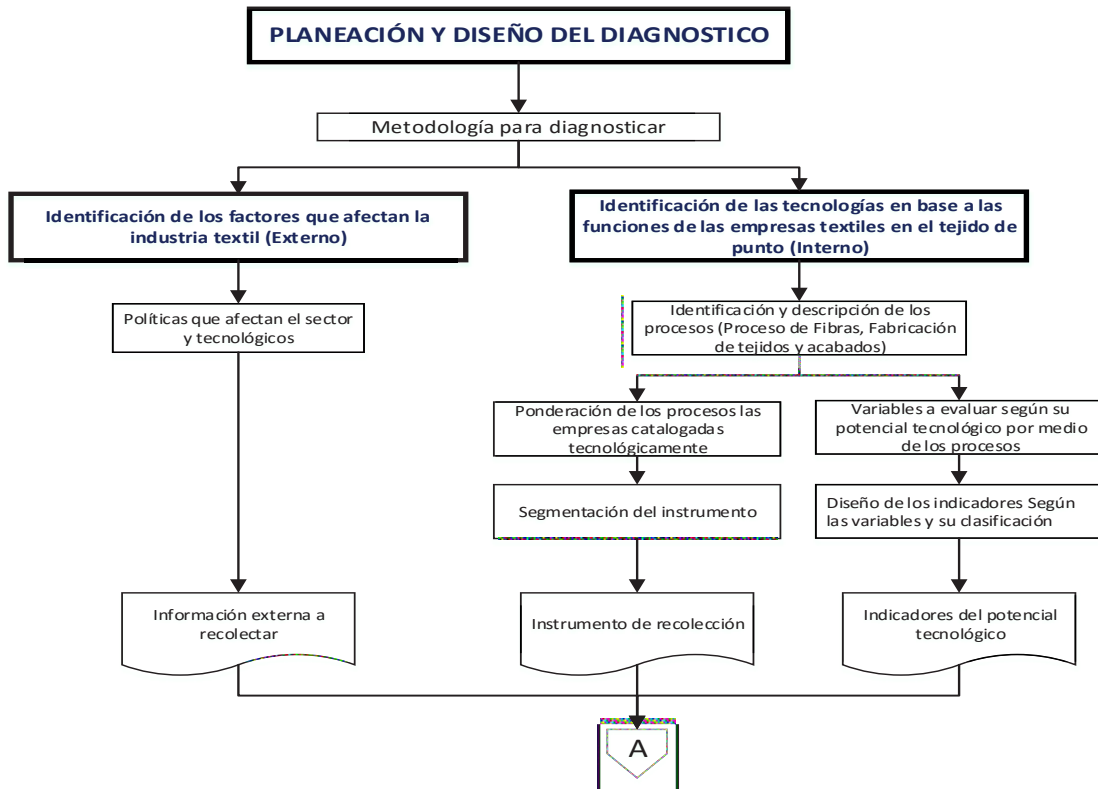 PLANEACIÓN Y DISEÑO DEL DIAGNOSTICO
Metodología para diagnosticar
Identificación de los factores que afectan la
industria textil (Externo)
Identificación de las tecnologías en base a las
funciones de las empresas textiles en el tejido de
punto (Interno)
Políticas que afectan el sector
y tecnológicos
Identificación y descripción de los
procesos (Proceso de Fibras, Fabricación
de tejidos y acabados)
Ponderación de los procesos las
empresas catalogadas
tecnológicamente
Variables a evaluar según su
potencial tecnológico por medio
de los procesos
Segmentación del instrumento
Diseño de los indicadores Según
las variables y su clasificación
Información externa a
recolectar
Instrumento de recolección
Indicadores del potencial
tecnológico
A